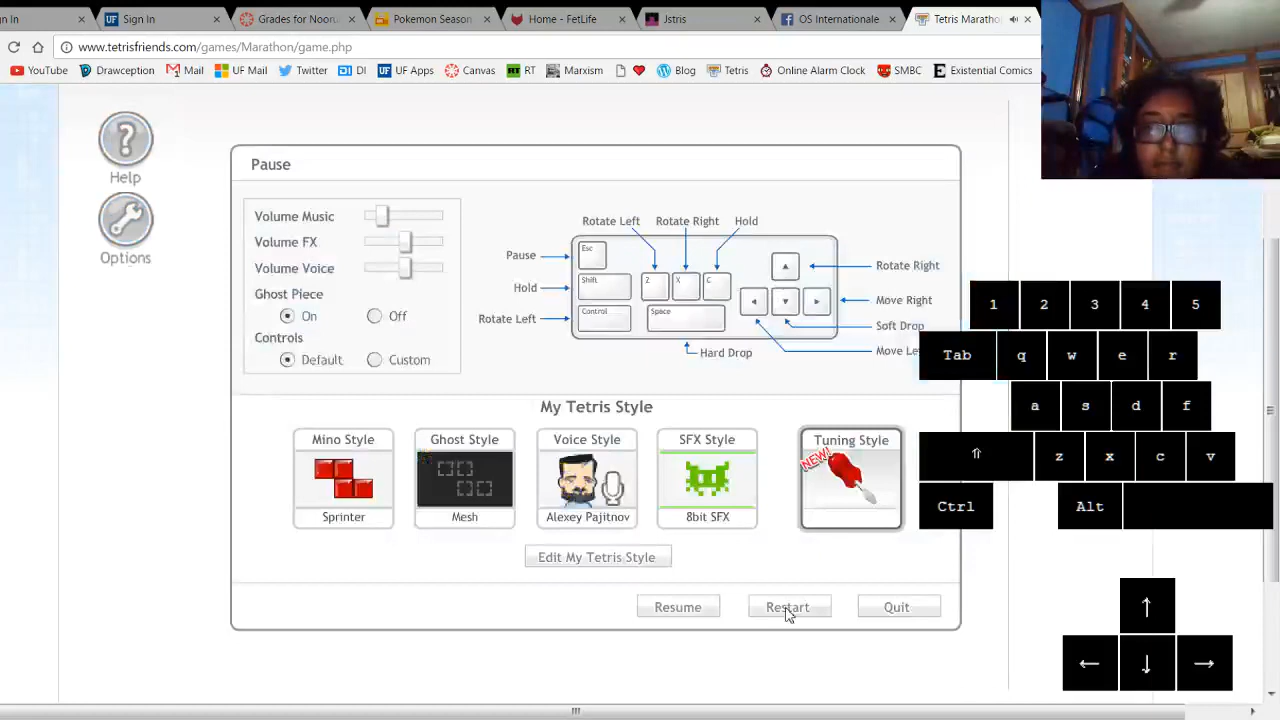 gn In
Sign In
Grades for Nooru
Pokemon Season
Home - FetLife
Jstris
OS Internationale
Tetris Maratho
www.tetrisfriends.com/games/Marathon/game.php
YouTube
Drawception
Mail
UF Mail
Twitter
DI
UF Apps
Canvas
RT
Marxism
Blog
Tetris
Online Alarm Clock
SMBC
Existential Comics
Help
Options
Pause
Volume Music
Volume FX
Volume Voice
Ghost Piece
On
Off
Controls
Default
Custom
Rotate Left
Rotate Right
Hold
Pause
Hold
Rotate Left
Esc
Shift
Control
Z
X
C
Space
Hard Drop
Rotate Right
Move Right
Soft Drop
Move Le
1 2 3 4 5
Tab q w e r
a s d f
⇧ z x c v
Ctrl Alt
↑
← ↓ →
My Tetris Style
Mino Style
Sprinter
Ghost Style
Mesh
Voice Style
Alexey Pajitnov
SFX Style
8bit SFX
Tuning Style
NEW!
Edit My Tetris Style
Resume
Restart
Quit